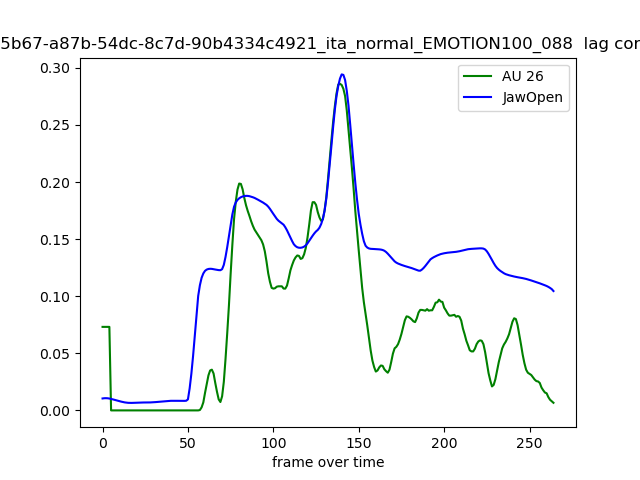 5b67-a87b-54dc-8c7d-90b4334c4921_ita_normal_EMOTION100_088 lag cor
AU 26
JawOpen
0.30
0.25
0.20
0.15
0.10
0.05
0.00
0 50 100 150 200 250
frame over time